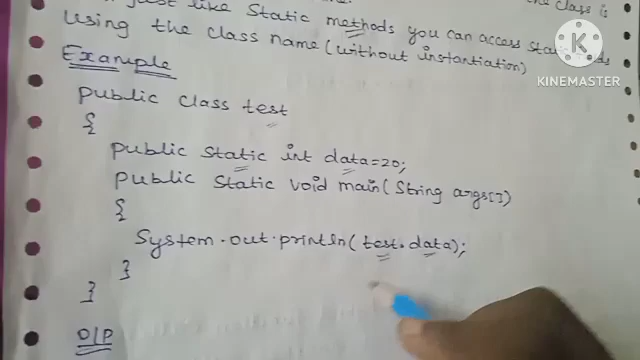 just like static methods you can access static
using the class name (without instantiation)
Example
public class test
{
public static int data=20;
public static void main(String args[])
{
System.out.println(test.data);
}
}
O/P
KINEMASTER